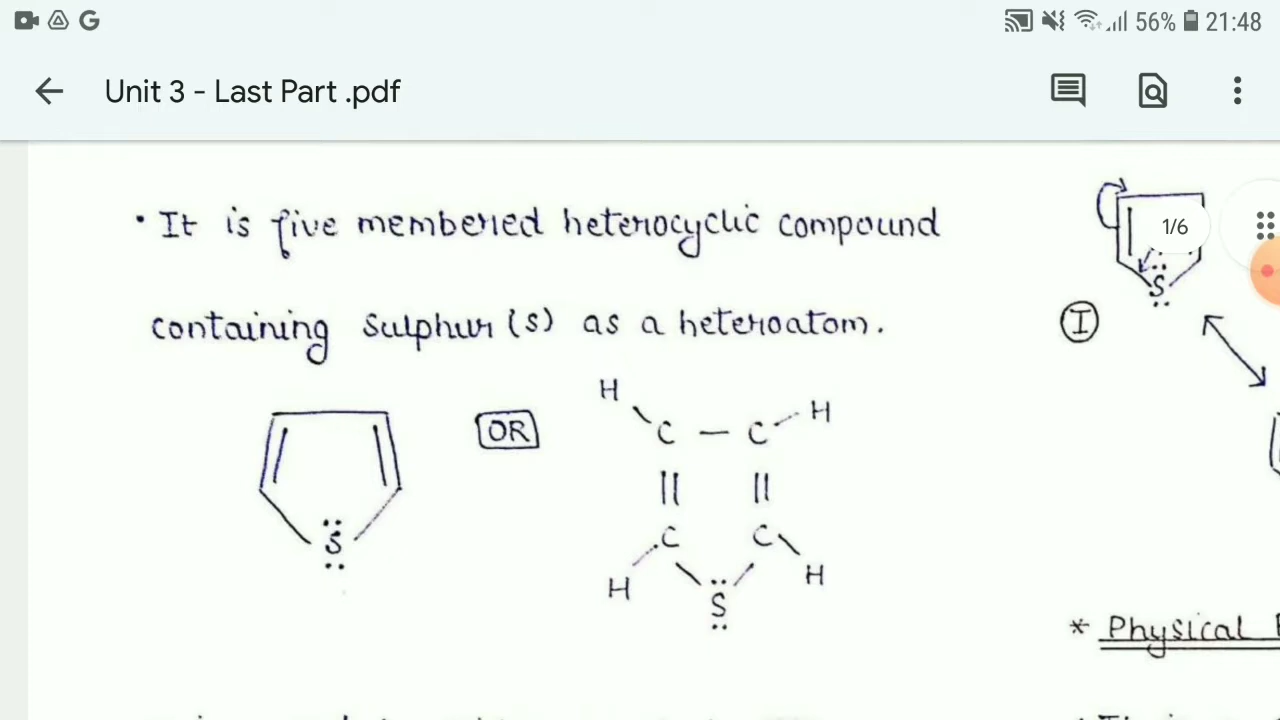 56% 21:48
Unit 3 - Last Part .pdf
• It is five membered heterocyclic compound
containing Sulphur (S) as a heteroatom.
1/6
S
I
OR
H H
C — C
C C
H H
S
S
* Physical